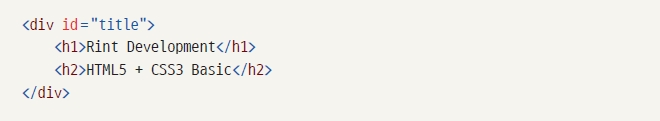 <div id="title">
<h1>Rint Development</h1>
<h2>HTML5 + CSS3 Basic</h2>
</div>